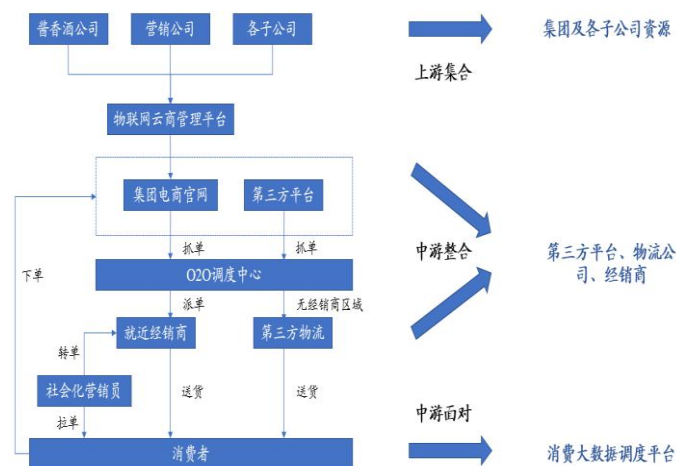 酱香酒公司
营销公司
各子公司
集团及各子公司资源
上游集合
物联网云商管理平台
集团电商官网
第三方平台
抓单
抓单
中游整合
第三方平台、物流公
司、经销商
下单
O2O调度中心
派单
无经销商区域
就近经销商
第三方物流
转单
社会化营销员
送货
送货
拉单
中游面对
消费者
消费大数据调度平台